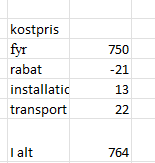 kostpris
fyr 750
rabat -21
installatic 13
transport 22
I alt 764